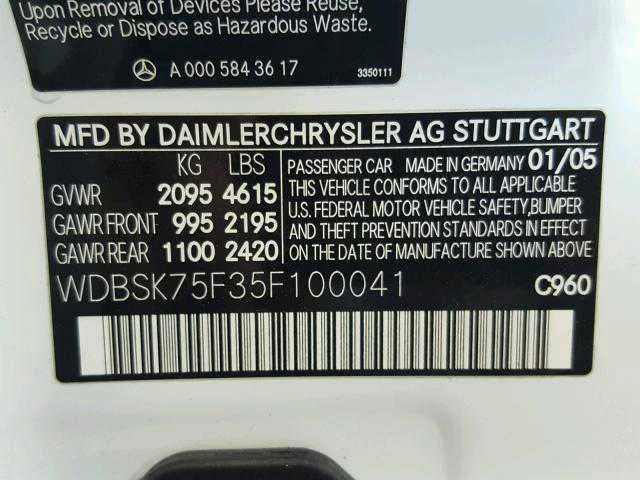 Upon Removal of Devices Please Reuse,
Recycle or Dispose as Hazardous Waste.
A 000 584 36 17
3350111
MFD BY DAIMLERCHRYSLER AG STUTTGART
KG LBS
GVWR 2095 4615
GAWR FRONT 995 2195
GAWR REAR 1100 2420
PASSENGER CAR MADE IN GERMANY 01/05
THIS VEHICLE CONFORMS TO ALL APPLICABLE
U.S. FEDERAL MOTOR VEHICLE SAFETY,BUMPER
AND THEFT PREVENTION STANDARDS IN EFFECT
ON THE DATE OF MANUFACTURE SHOWN ABOVE.
WDBSK75F35F100041
C960